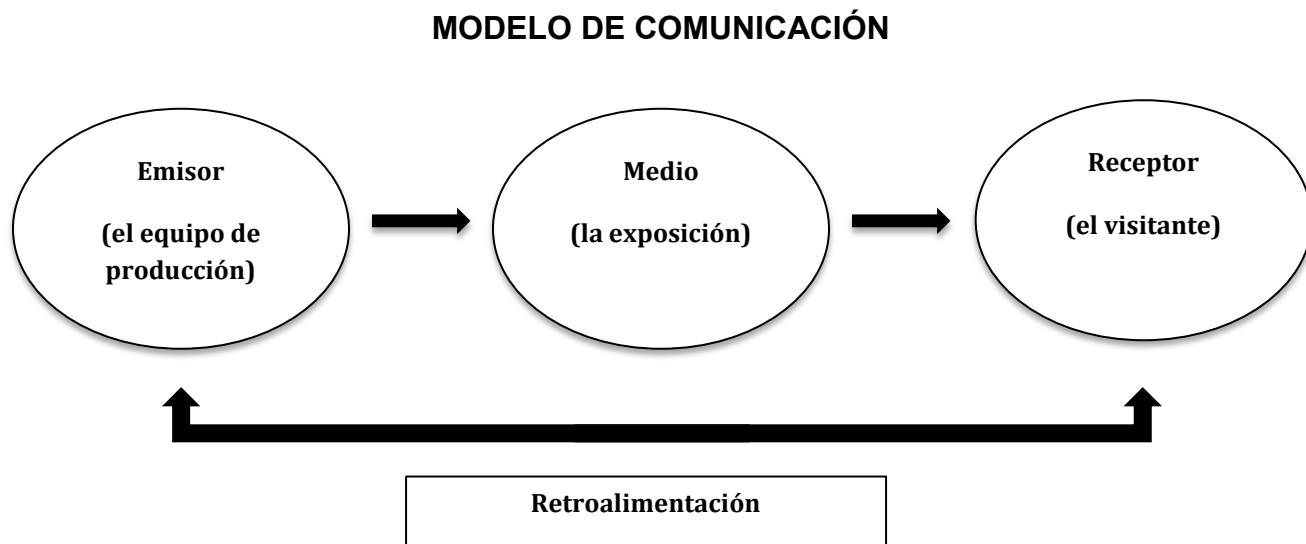 MODELO DE COMUNICACIÓN
Emisor
(el equipo de
producción)
Medio
(la exposición)
Receptor
(el visitante)
Retroalimentación